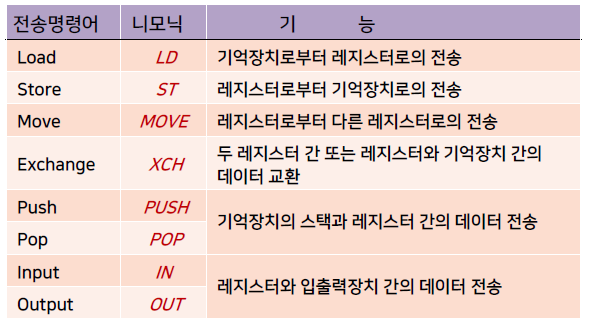 전송명령어 니모닉 기 능
Load LD 기억장치로부터 레지스터로의 전송
Store ST 레지스터로부터 기억장치로의 전송
Move MOVE 레지스터로부터 다른 레지스터로의 전송
Exchange XCH 두 레지스터 간 또는 레지스터와 기억장치 간의
데이터 교환
Push PUSH 기억장치의 스택과 레지스터 간의 데이터 전송
Pop POP
Input IN 레지스터와 입출력장치 간의 데이터 전송
Output OUT